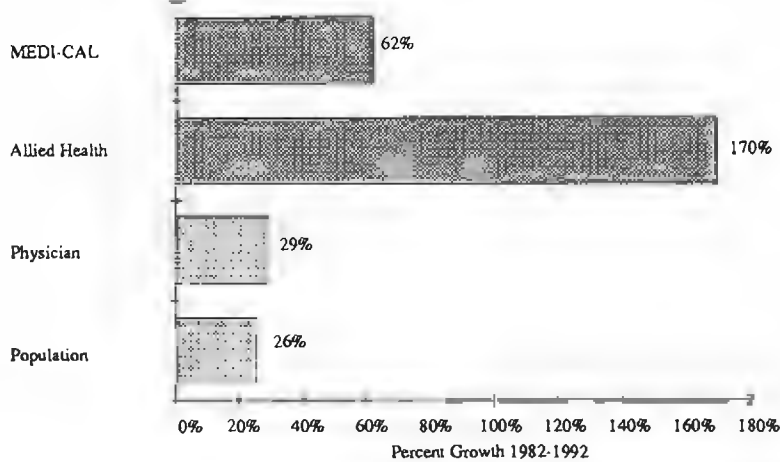 MEDI-CAL
62%
Allied Health
170%
Physician
29%
Population
26%
0% 20% 40% 60% 80% 100% 120% 140% 160% 180%
Percent Growth 1982-1992